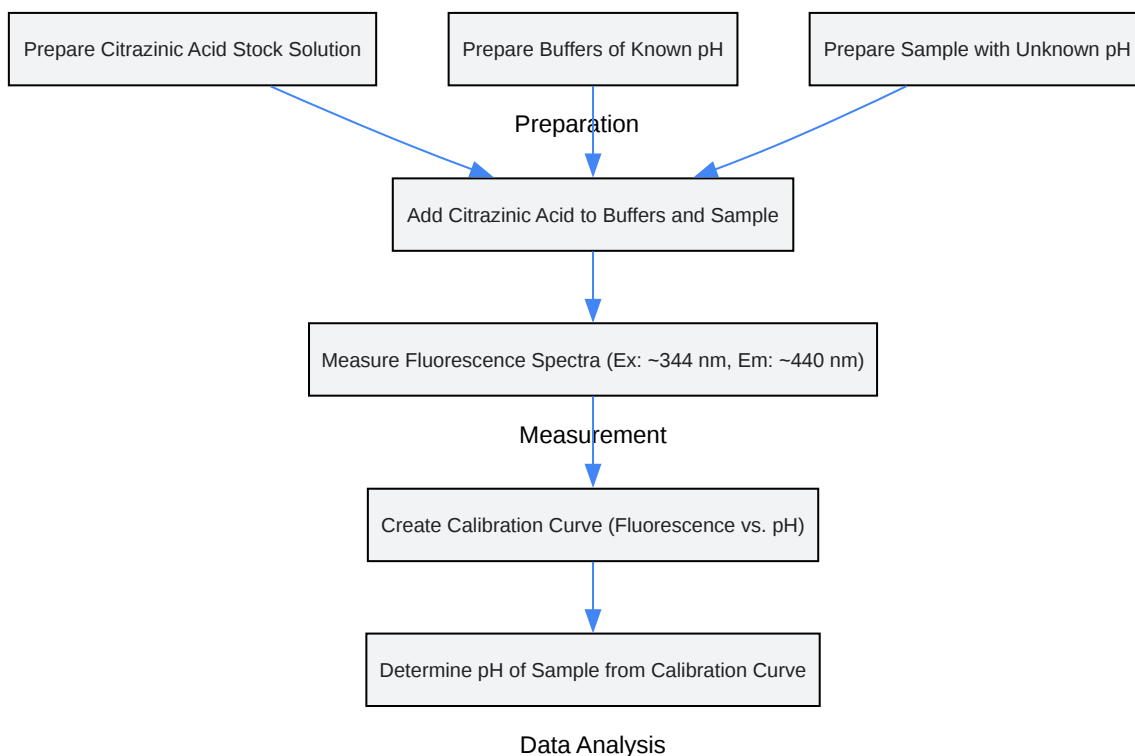 Prepare Citrazinic Acid Stock Solution
Prepare Buffers of Known pH
Prepare Sample with Unknown pH
Preparation
Add Citrazinic Acid to Buffers and Sample
Measure Fluorescence Spectra (Ex: ~344 nm, Em: ~440 nm)
Measurement
Create Calibration Curve (Fluorescence vs. pH)
Determine pH of Sample from Calibration Curve
Data Analysis